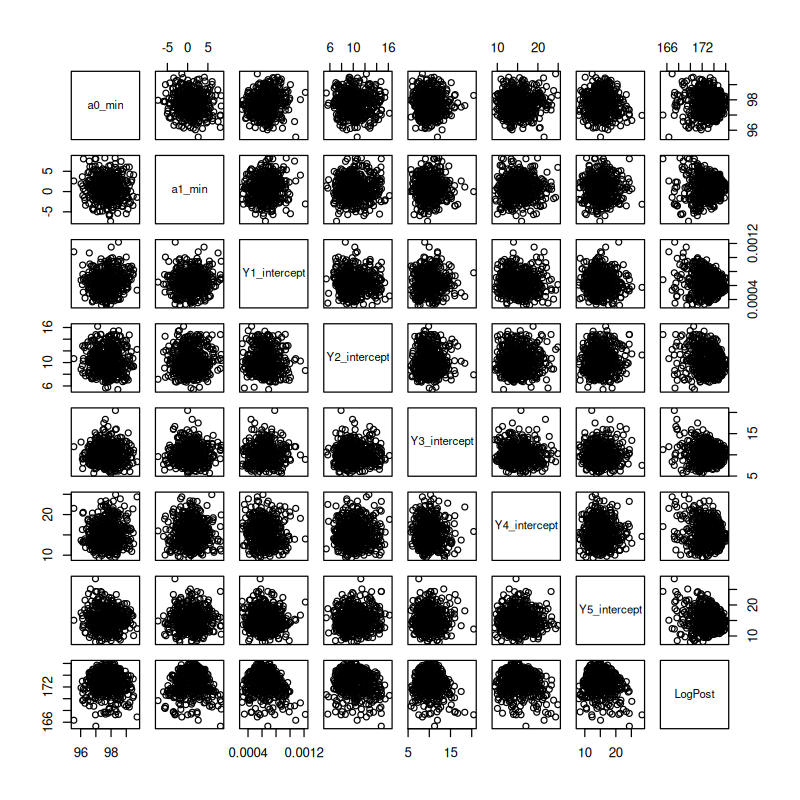 -5 0 5 6 10 16 10 20 166 172
a0_min 96 98
-5 0 5 a1_min
Y1_intercept 0.0004 0.0012
6 10 16 Y2_intercept
Y3_intercept 5 15
10 20 Y4_intercept
Y5_intercept 10 20
166 172 LogPost
96 98 0.0004 0.0012 5 15 10 20